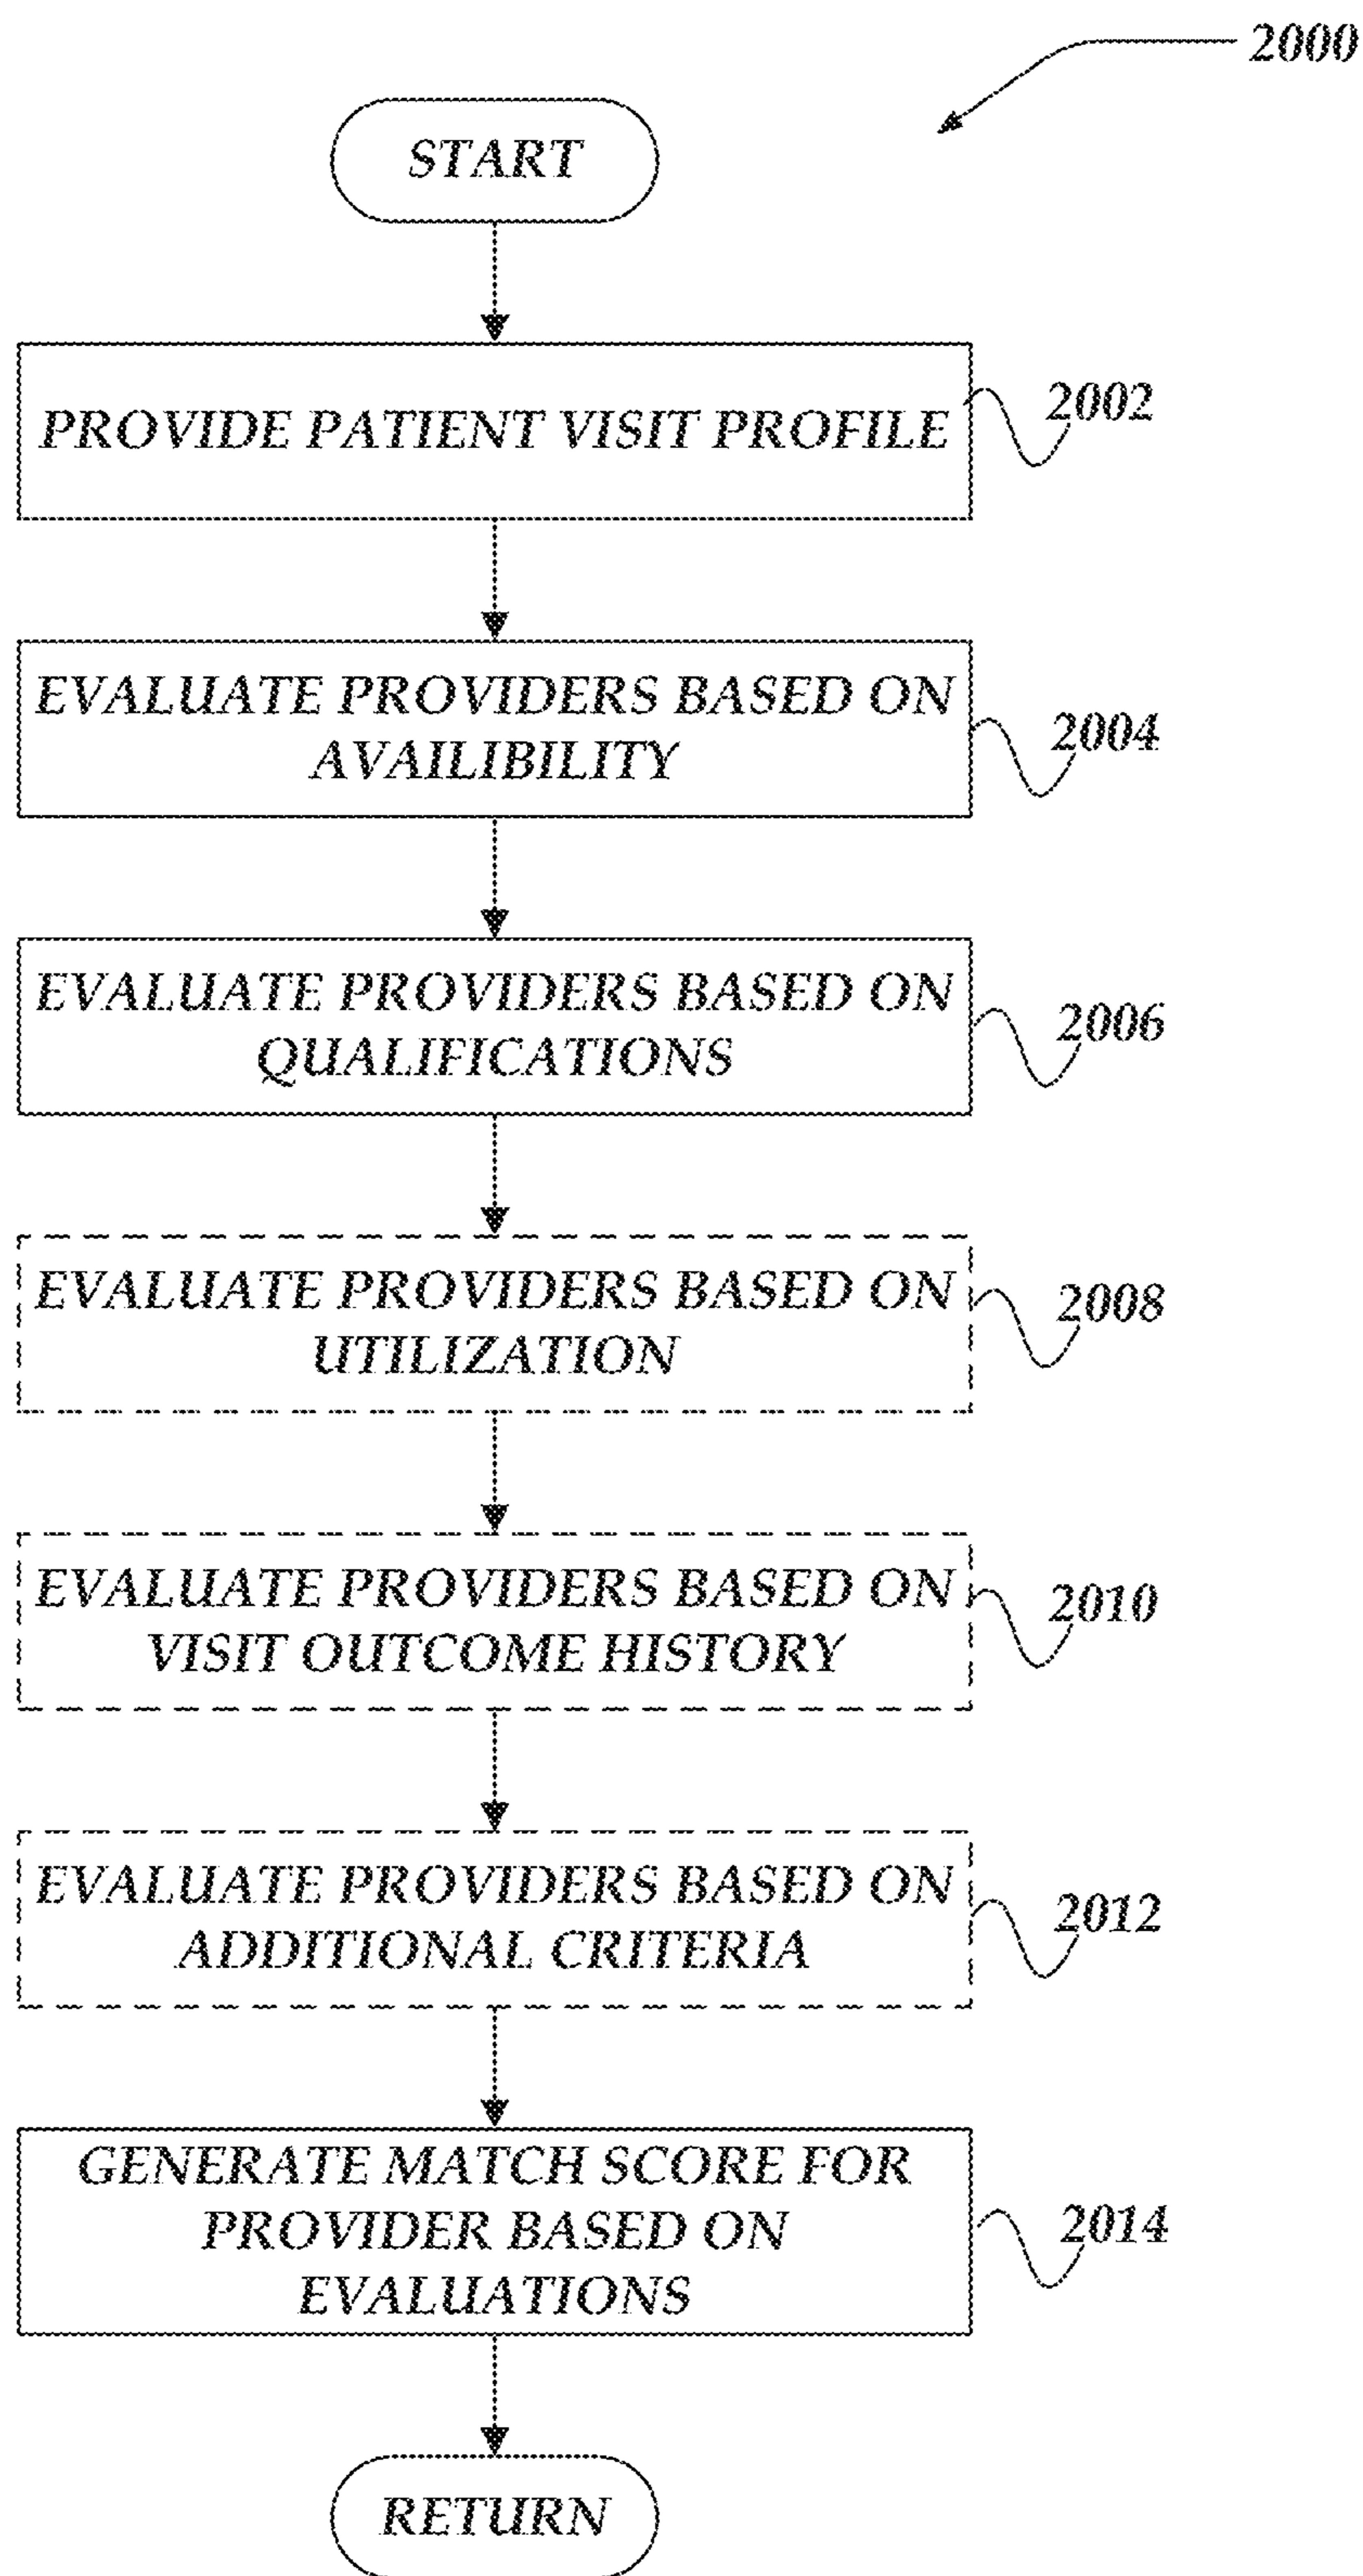 2000
START
PROVIDE PATIENT VISIT PROFILE
2002
EVALUATE PROVIDERS BASED ON
AVAILIBILITY
2004
EVALUATE PROVIDERS BASED ON
QUALIFICATIONS
2006
EVALUATE PROVIDERS BASED ON
UTILIZATION
2008
EVALUATE PROVIDERS BASED ON
VISIT OUTCOME HISTORY
2010
EVALUATE PROVIDERS BASED ON
ADDITIONAL CRITERIA
2012
GENERATE MATCH SCORE FOR
PROVIDER BASED ON
EVALUATIONS
2014
RETURN